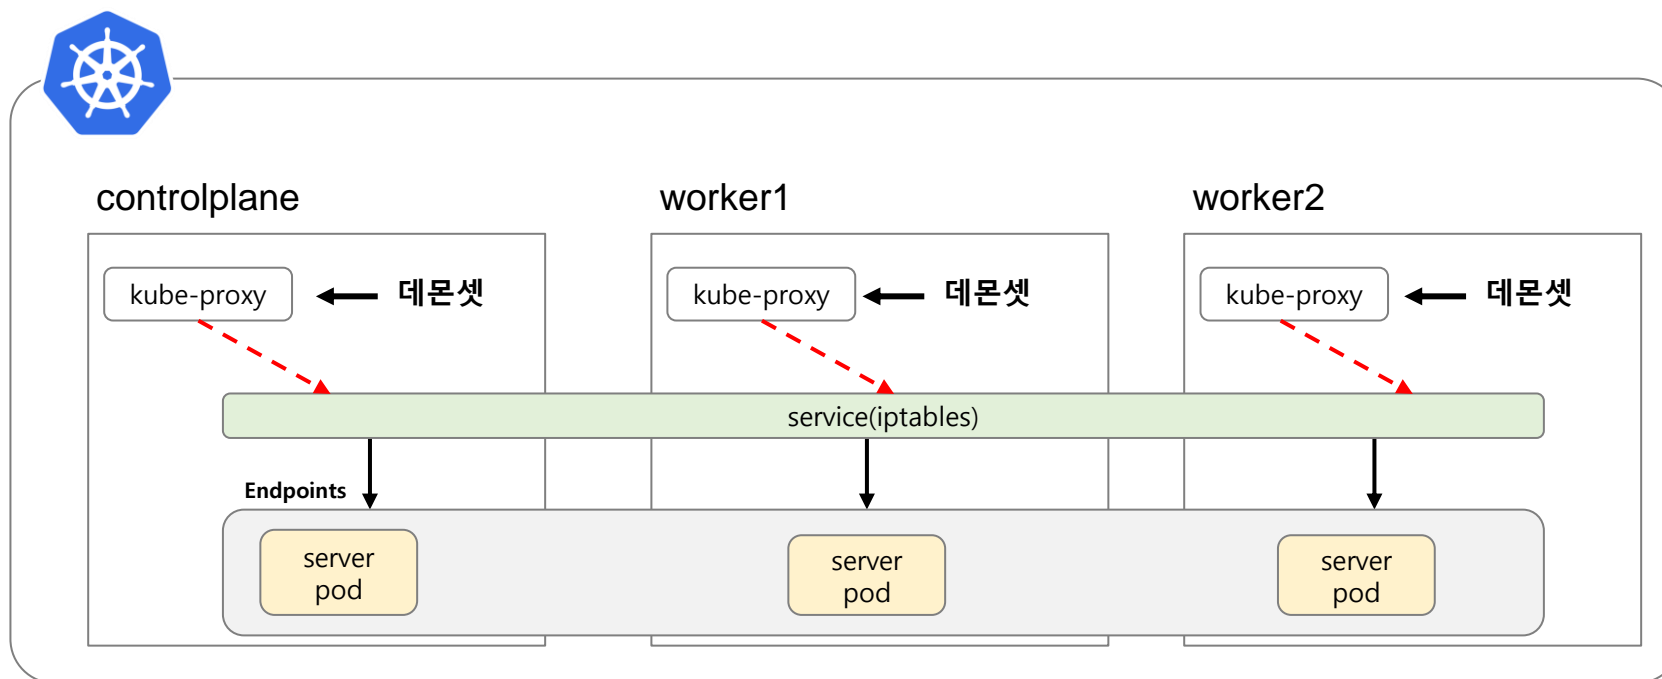 controlplane
worker1
worker2
kube-proxy
데몬셋
kube-proxy
데몬셋
kube-proxy
데몬셋
service(iptables)
Endpoints
server
pod
server
pod
server
pod